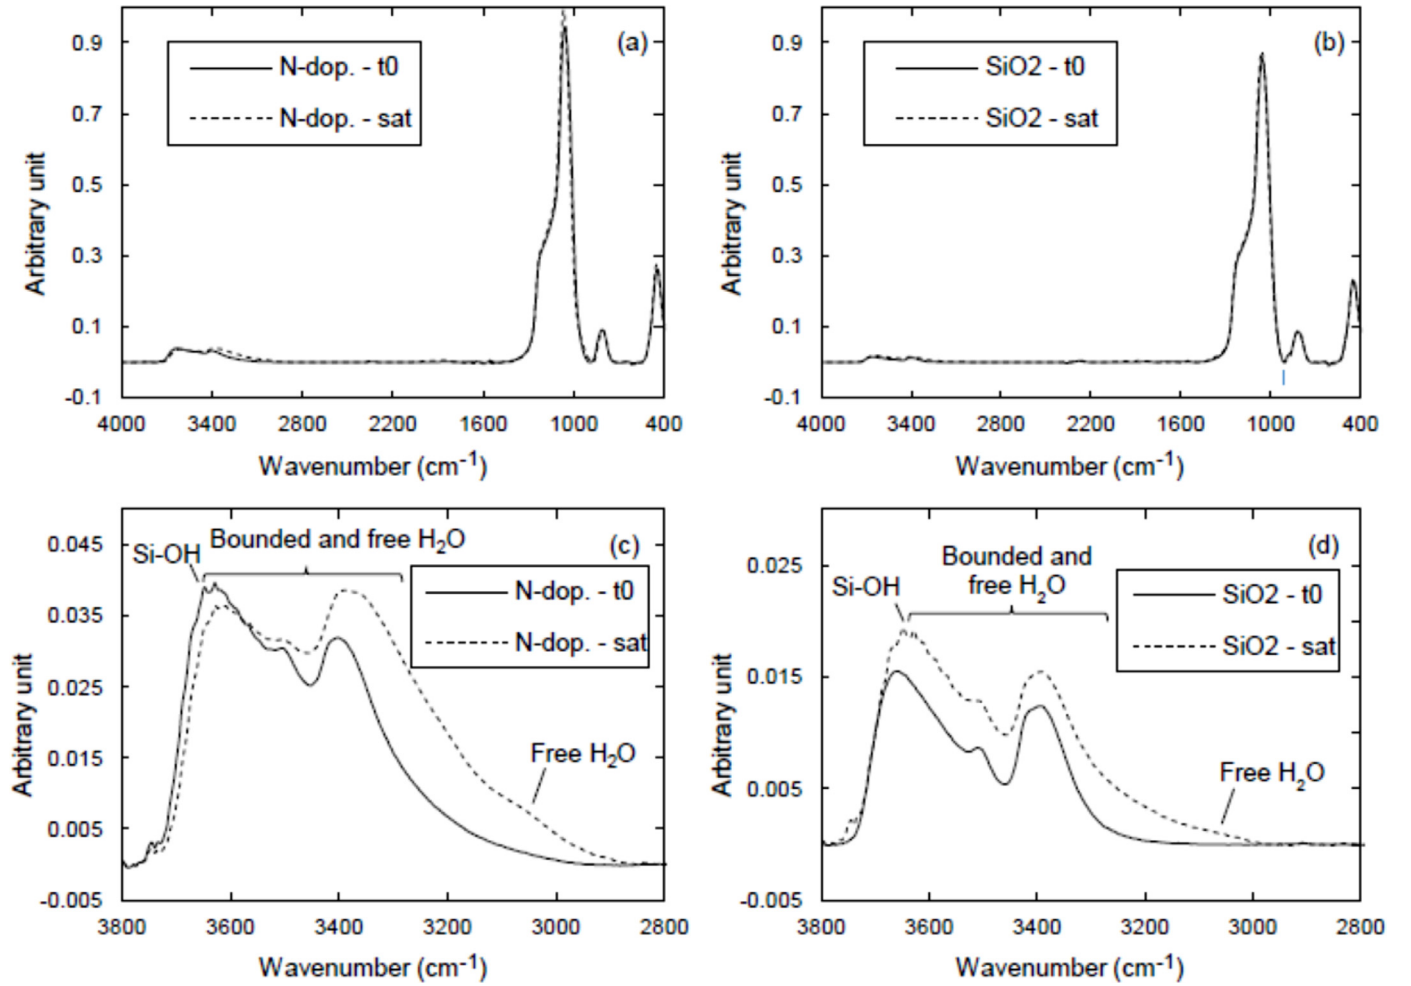 (a)
N-dop. - t0
N-dop. - sat
0.9
0.7
0.5
0.3
0.1
-0.1
Arbitrary unit
4000 3400 2800 2200 1600 1000 400
Wavenumber (cm-1)
(b)
SiO2 - t0
SiO2 - sat
0.9
0.7
0.5
0.3
0.1
-0.1
Arbitrary unit
4000 3400 2800 2200 1600 1000 400
Wavenumber (cm-1)
(c)
Bounded and free H2O
Si-OH
N-dop. - t0
N-dop. - sat
Free H2O
0.045
0.035
0.025
0.015
0.005
-0.005
Arbitrary unit
3800 3600 3400 3200 3000 2800
Wavenumber (cm-1)
(d)
Bounded and
free H2O
Si-OH
SiO2 - t0
SiO2 - sat
Free H2O
0.025
0.015
0.005
-0.005
Arbitrary unit
3800 3600 3400 3200 3000 2800
Wavenumber (cm-1)